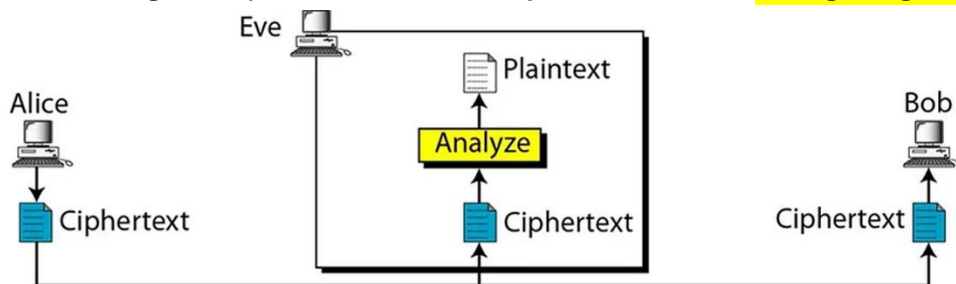 Eve
Plaintext
Alice
Bob
Analyze
Ciphertext
Ciphertext
Ciphertext